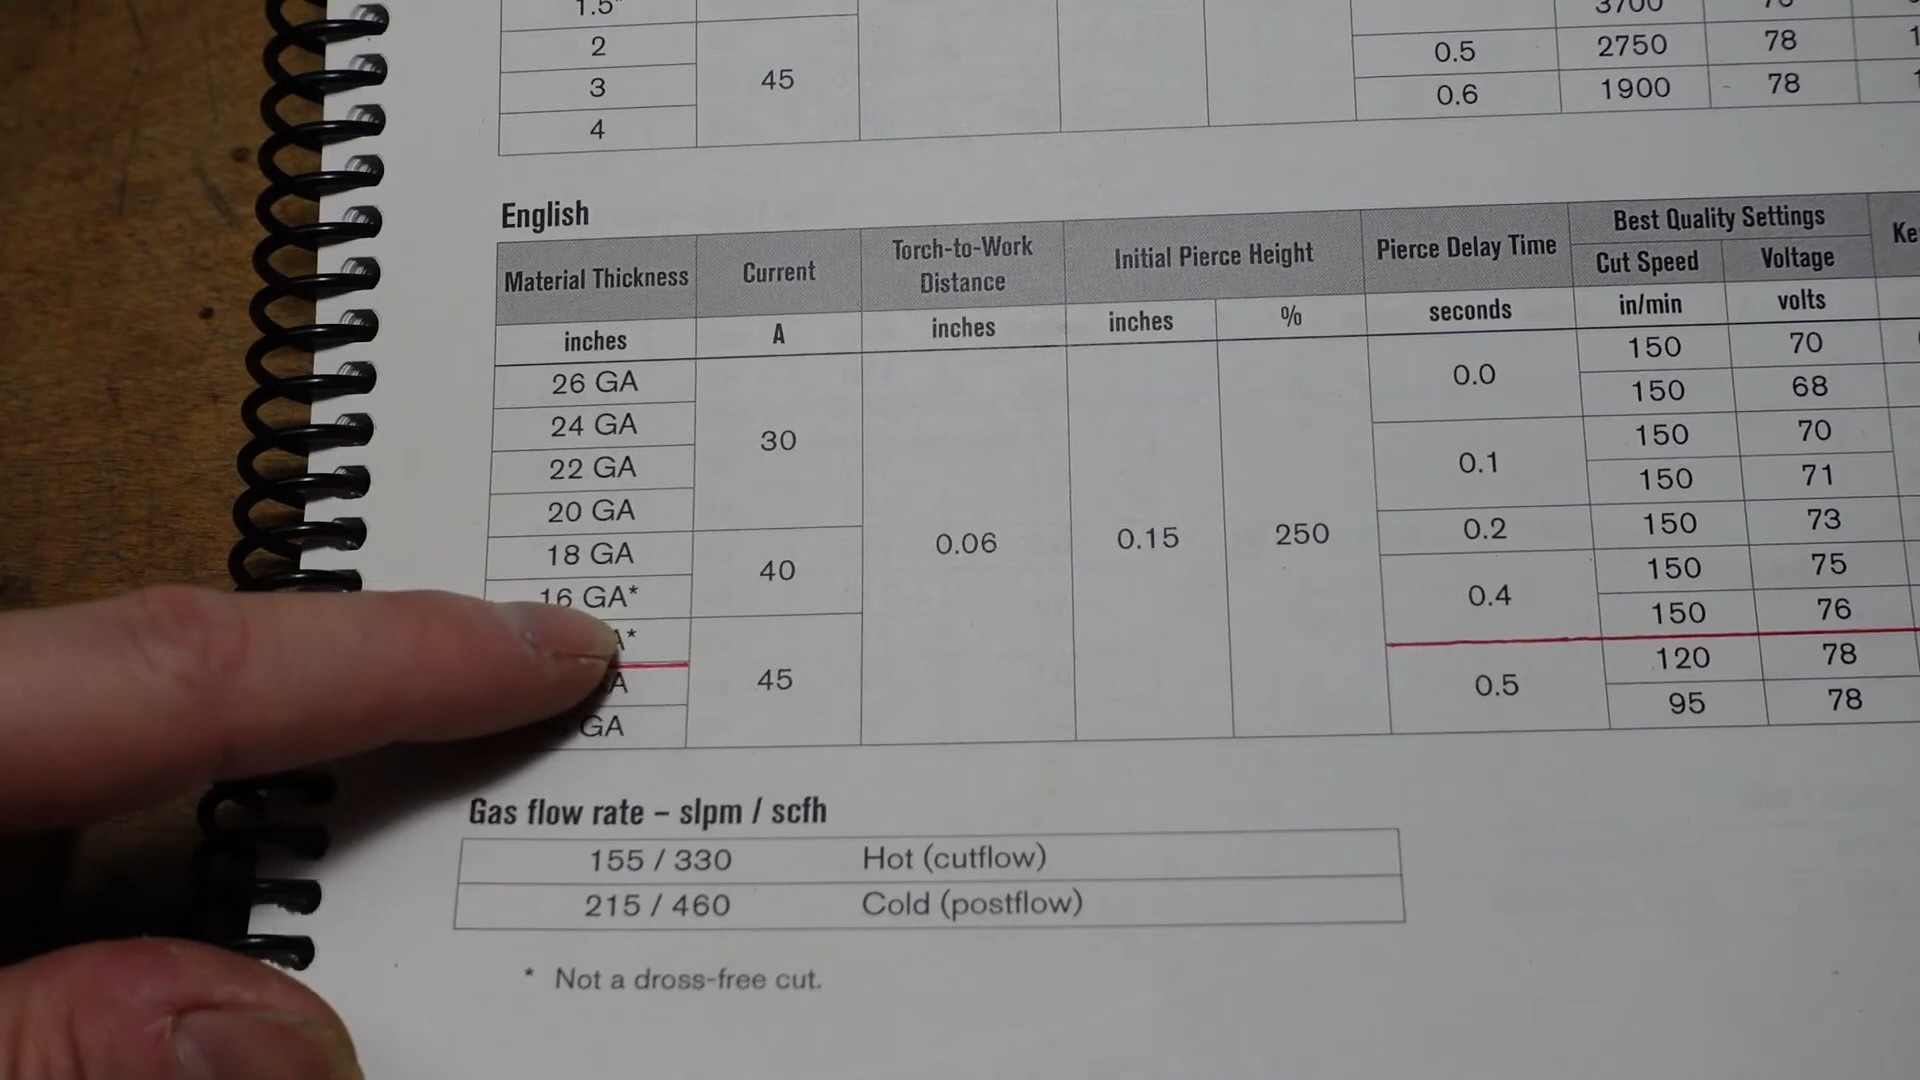 1.5*
3700
2
45
0.5
2750
78
3
0.6
1900
78
4
English
Material Thickness Current Torch-to-Work Distance Initial Pierce Height Pierce Delay Time Best Quality Settings
Cut Speed Voltage
inches A inches inches % seconds in/min volts
26 GA 30 0.06 0.15 250 0.0 150 70
24 GA 150 68
22 GA 0.1 150 70
20 GA 150 71
18 GA 40 0.2 150 73
16 GA* 0.4 150 75
A* 45 150 76
A 0.5 120 78
GA 95 78
Gas flow rate – slpm / scfh
155 / 330 Hot (cutflow)
215 / 460 Cold (postflow)
* Not a dross-free cut.